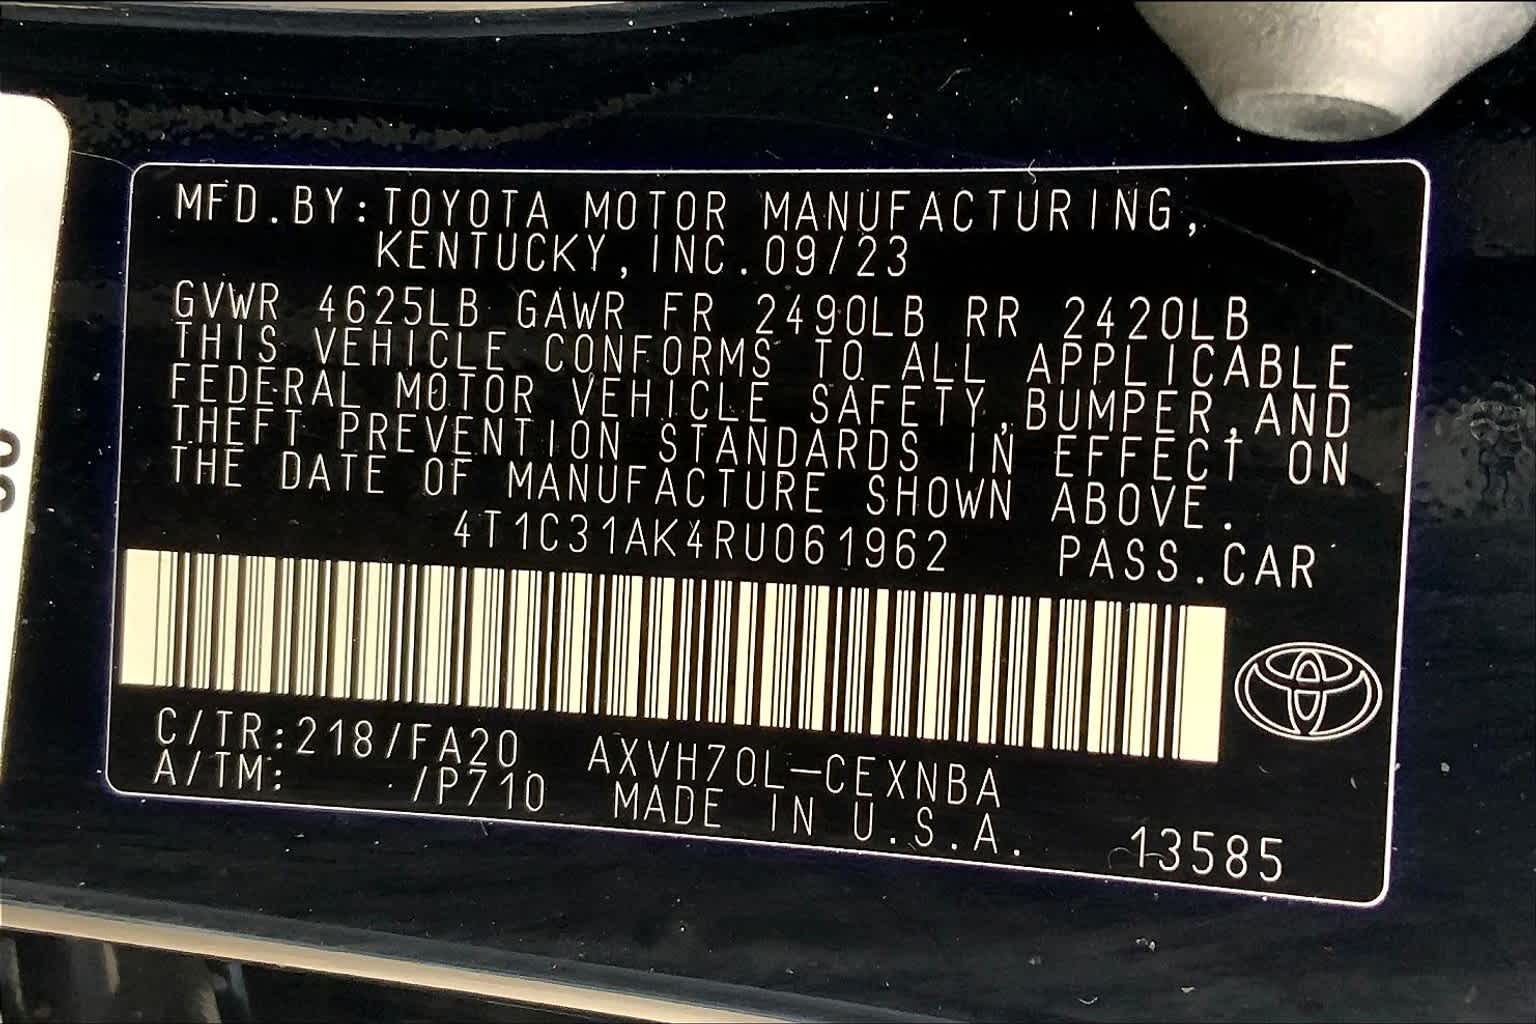 MFD.BY:TOYOTA MOTOR MANUFACTURING,
KENTUCKY,INC.09/23
GVWR 4625LB GAWR FR 2490LB RR 2420LB
THIS VEHICLE CONFORMS TO ALL APPLICABLE
FEDERAL MOTOR VEHICLE SAFETY,BUMPER,AND
THEFT PREVENTION STANDARDS IN EFFECT ON
THE DATE OF MANUFACTURE SHOWN ABOVE.
4T1C31AK4RU061962 PASS.CAR
C/TR:218/FA20 AXVH70L-CEXNBA
A/TM: /P710 MADE IN U.S.A. 13585